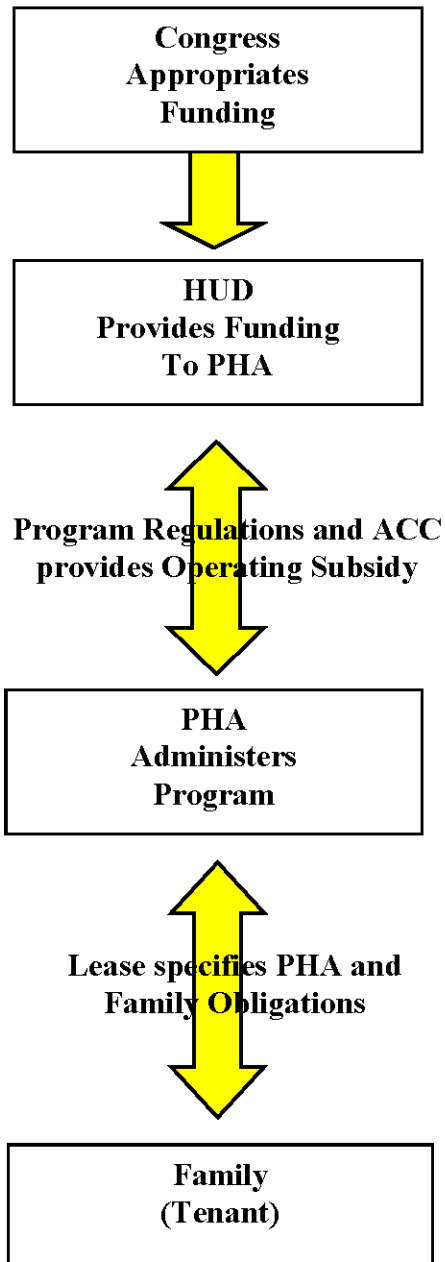 Congress
Appropriates
Funding
HUD
Provides Funding
To PHA
Program Regulations and ACC
provides Operating Subsidy
PHA
Administers
Program
Lease specifies PHA and
Family Obligations
Family
(Tenant)